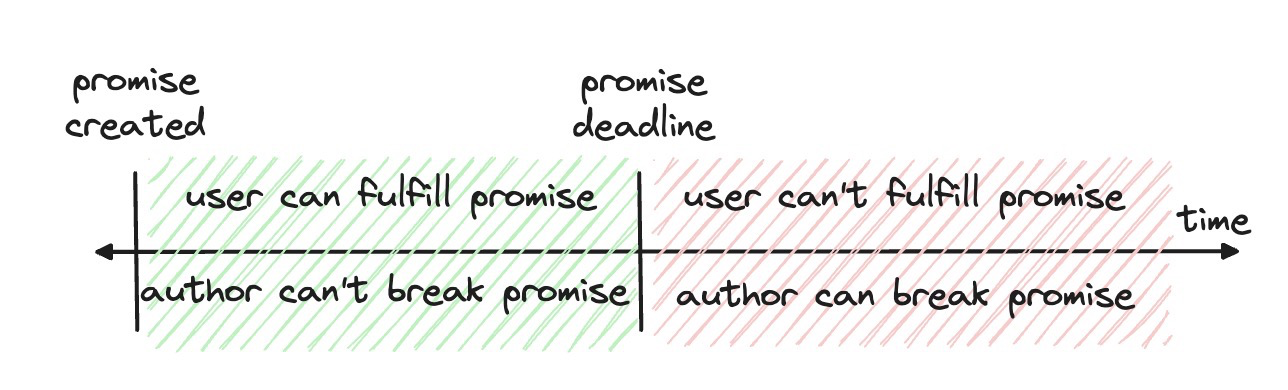 promise
created
promise
deadline
user can fulfill promise
user can't fulfill promise
time
author can't break promise
author can break promise